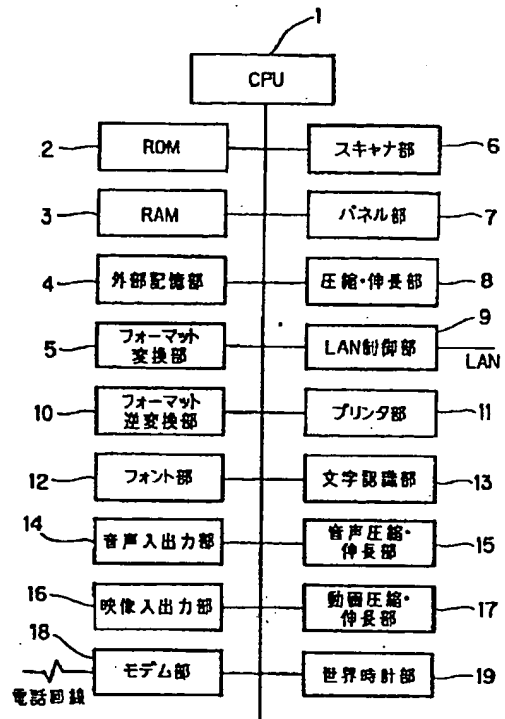 1
CPU
2
ROM
スキャナ部
6
3
RAM
パネル部
7
4
外部記憶部
圧縮・伸長部
8
5
フォーマット
変換部
LAN制御部
9
LAN
10
フォーマット
逆変換部
プリンタ部
11
12
フォント部
文字認識部
13
14
音声入出力部
音声圧縮・
伸長部
15
16
映像入出力部
動画圧縮・
伸長部
17
18
モデム部
電話回線
世界時計部
19